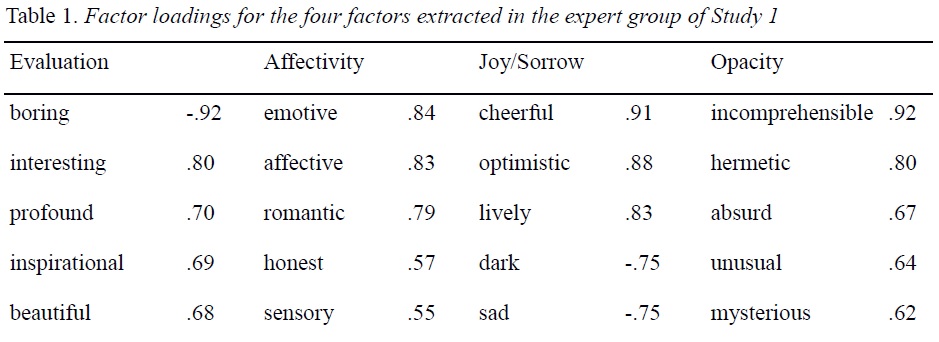 Table 1. Factor loadings for the four factors extracted in the expert group of Study 1
Evaluation Affectivity Joy/Sorrow Opacity
boring -.92 emotive .84 cheerful .91 incomprehensible .92
interesting .80 affective .83 optimistic .88 hermetic .80
profound .70 romantic .79 lively .83 absurd .67
inspirational .69 honest .57 dark -.75 unusual .64
beautiful .68 sensory .55 sad -.75 mysterious .62